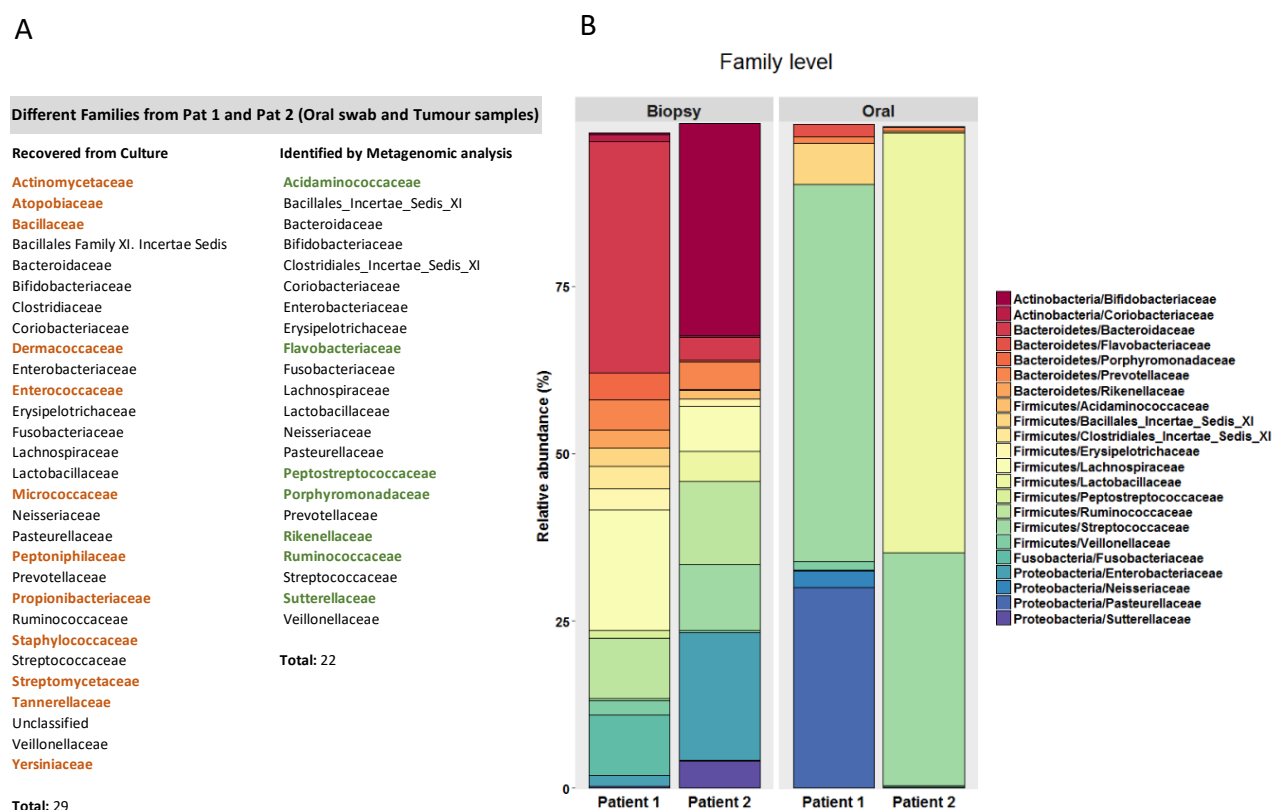 A
Different Families from Pat 1 and Pat 2 (Oral swab and Tumour samples)
Recovered from Culture
Actinomycetaceae
Atopobiaceae
Bacillaceae
Bacillales Family XI. Incertae Sedis
Bacteroidaceae
Bifidobacteriaceae
Clostridiaceae
Coriobacteriaceae
Dermacoccaceae
Enterobacteriaceae
Enterococcaceae
Erysipelotrichaceae
Fusobacteriaceae
Lachnospiraceae
Lactobacillaceae
Micrococcaceae
Neisseriaceae
Pasteurellaceae
Peptoniphilaceae
Prevotellaceae
Propionibacteriaceae
Ruminococcaceae
Staphylococcaceae
Streptococcaceae
Streptomycetaceae
Tannerellaceae
Unclassified
Veillonellaceae
Yersiniaceae
Total: 29
Identified by Metagenomic analysis
Acidaminococcaceae
Bacillales_Incertae_Sedis_XI
Bacteroidaceae
Bifidobacteriaceae
Clostridiales_Incertae_Sedis_XI
Coriobacteriaceae
Enterobacteriaceae
Erysipelotrichaceae
Flavobacteriaceae
Fusobacteriaceae
Lachnospiraceae
Lactobacillaceae
Neisseriaceae
Pasteurellaceae
Peptostreptococcaceae
Porphyromonadaceae
Prevotellaceae
Rikenellaceae
Ruminococcaceae
Streptococcaceae
Sutterellaceae
Veillonellaceae
Total: 22
B
Family level
Biopsy
Oral
Relative abundance (%)
75
50
25
0
Patient 1
Patient 2
Patient 1
Patient 2
Actinobacteria/Bifidobacteriaceae
Actinobacteria/Coriobacteriaceae
Bacteroidetes/Bacteroidaceae
Bacteroidetes/Flavobacteriaceae
Bacteroidetes/Porphyromonadaceae
Bacteroidetes/Prevotellaceae
Bacteroidetes/Rikenellaceae
Firmicutes/Acidaminococcaceae
Firmicutes/Bacillales_Incertae_Sedis_XI
Firmicutes/Clostridiales_Incertae_Sedis_XI
Firmicutes/Erysipelotrichaceae
Firmicutes/Lachnospiraceae
Firmicutes/Lactobacillaceae
Firmicutes/Peptostreptococcaceae
Firmicutes/Ruminococcaceae
Firmicutes/Streptococcaceae
Firmicutes/Veillonellaceae
Fusobacteria/Fusobacteriaceae
Proteobacteria/Enterobacteriaceae
Proteobacteria/Neisseriaceae
Proteobacteria/Pasteurellaceae
Proteobacteria/Sutterellaceae